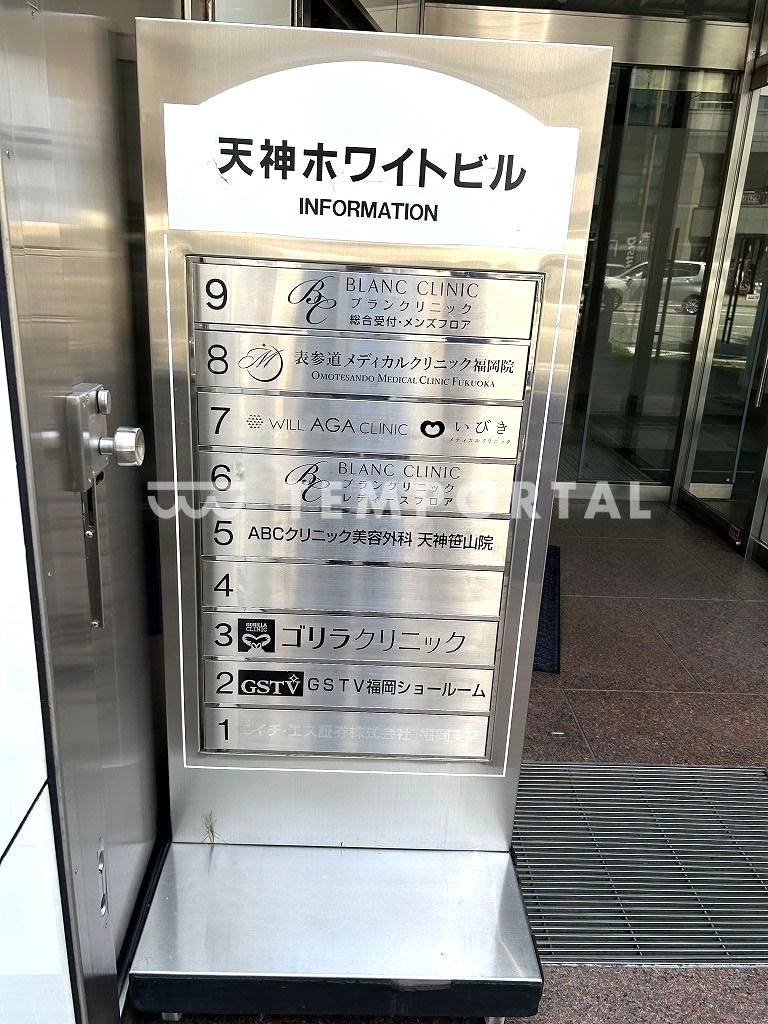 天神ホワイトビル
INFORMATION
9
BC BLANC CLINIC
ブランクリニック
総合受付・メンズフロア
8
M 表参道メディカルクリニック福岡院
OMOTESANDO MEDICAL CLINIC FUKUOKA
7
WILL AGA CLINIC いびき
メディカルクリニック
6
BC BLANC CLINIC
ブランクリニック
レディースフロア
TEMPORTAL
5 ABCクリニック美容外科 天神笹山院
4
3 GORILLA CLINIC ゴリラクリニック
2 GSTV GSTV福岡ショールーム
1 エイチ・エス証券株式会社 福岡支店